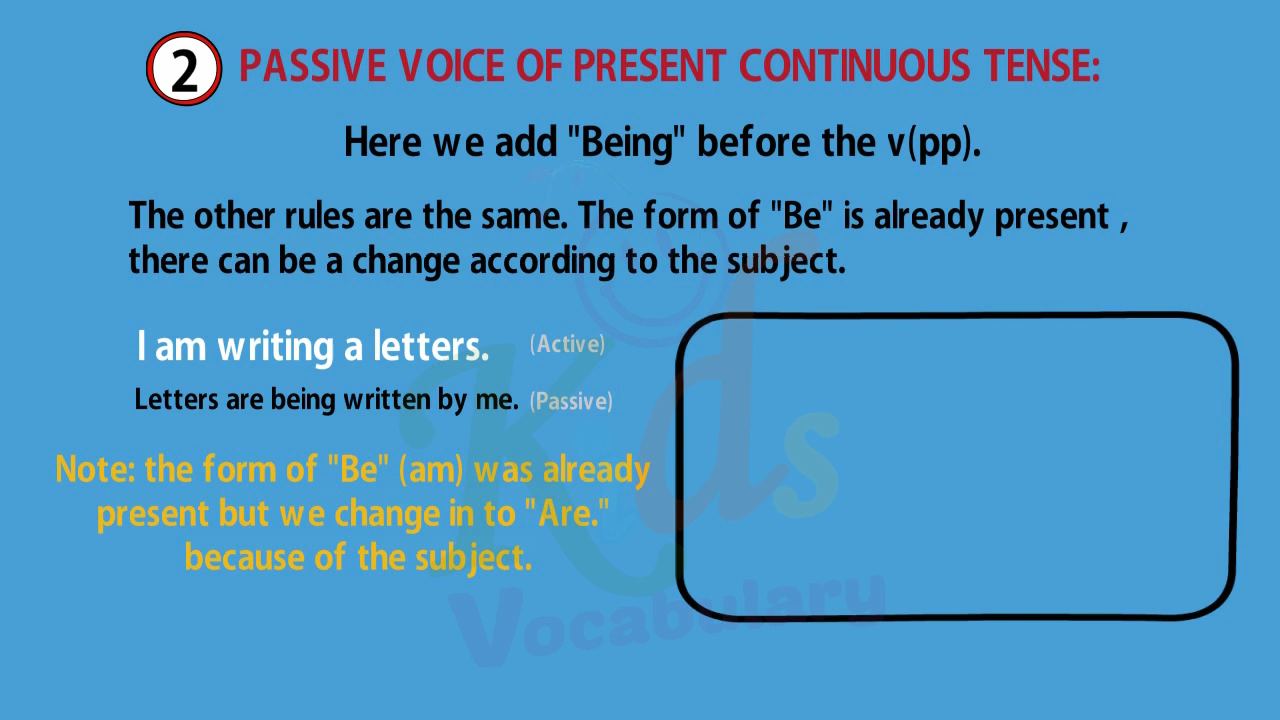 2 PASSIVE VOICE OF PRESENT CONTINUOUS TENSE:
Here we add "Being" before the v(pp).
The other rules are the same. The form of "Be" is already present ,
there can be a change according to the subject.
I am writing a letters. (Active)
Letters are being written by me. (Passive)
Note: the form of "Be" (am) was already
present but we change in to "Are."
because of the subject.
Kids
Vocabulary